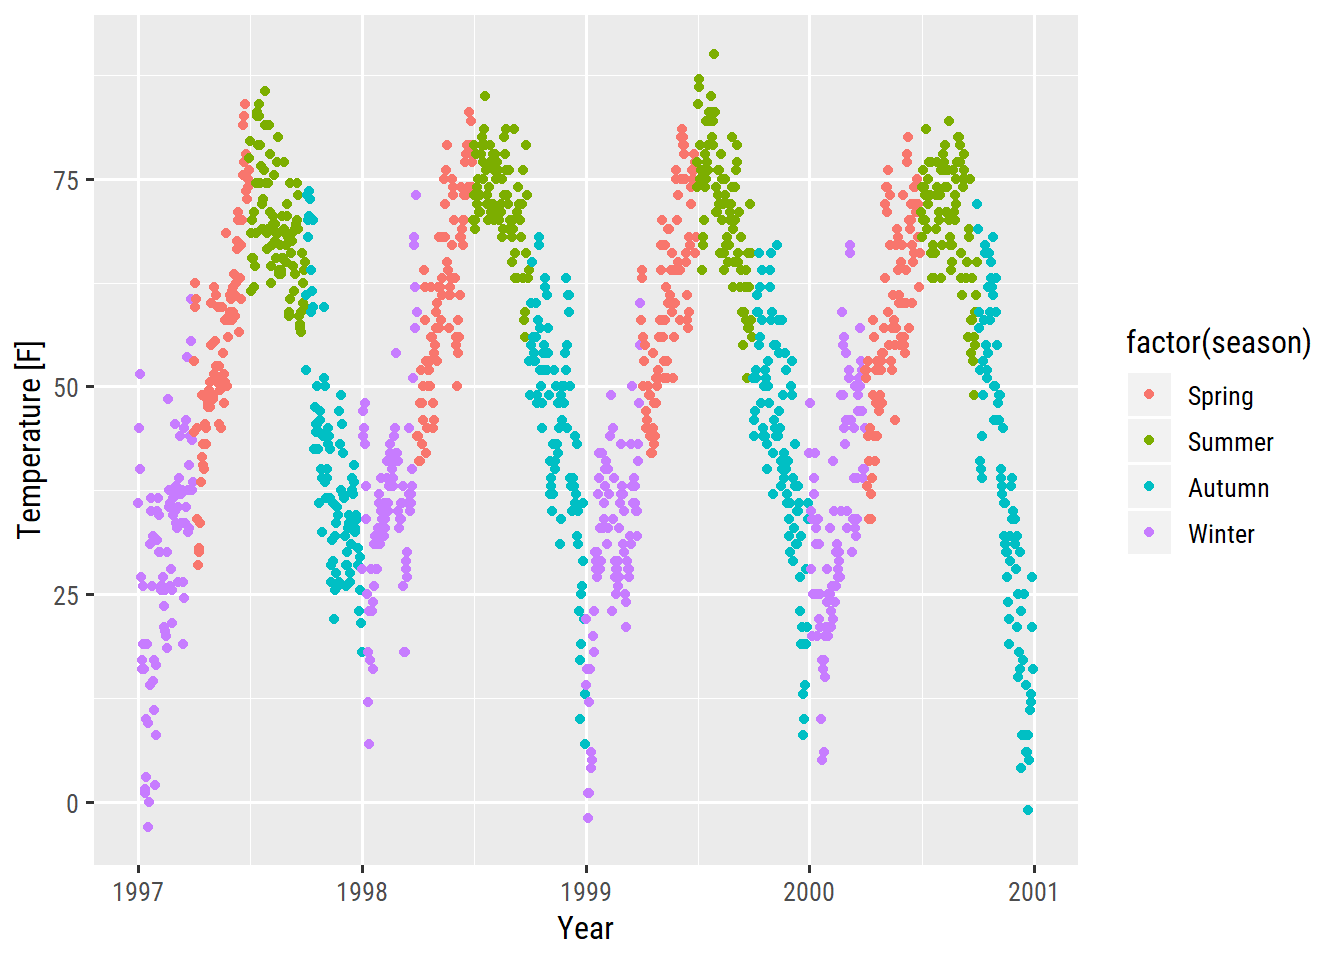 Temperature [F]
75
50
25
0
1997 1998 1999 2000 2001
Year
factor(season)
Spring
Summer
Autumn
Winter